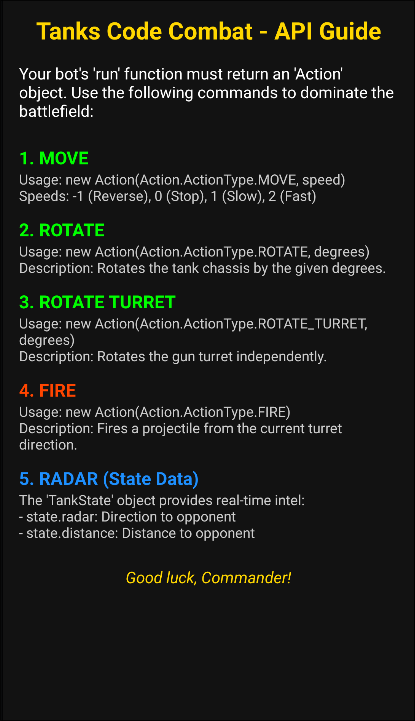 Tanks Code Combat - API Guide
Your bot's 'run' function must return an 'Action'
object. Use the following commands to dominate the
battlefield:
1. MOVE
Usage: new Action(Action.ActionType.MOVE, speed)
Speeds: -1 (Reverse), 0 (Stop), 1 (Slow), 2 (Fast)
2. ROTATE
Usage: new Action(Action.ActionType.ROTATE, degrees)
Description: Rotates the tank chassis by the given degrees.
3. ROTATE TURRET
Usage: new Action(Action.ActionType.ROTATE_TURRET,
degrees)
Description: Rotates the gun turret independently.
4. FIRE
Usage: new Action(Action.ActionType.FIRE)
Description: Fires a projectile from the current turret
direction.
5. RADAR (State Data)
The 'TankState' object provides real-time intel:
- state.radar: Direction to opponent
- state.distance: Distance to opponent
Good luck, Commander!